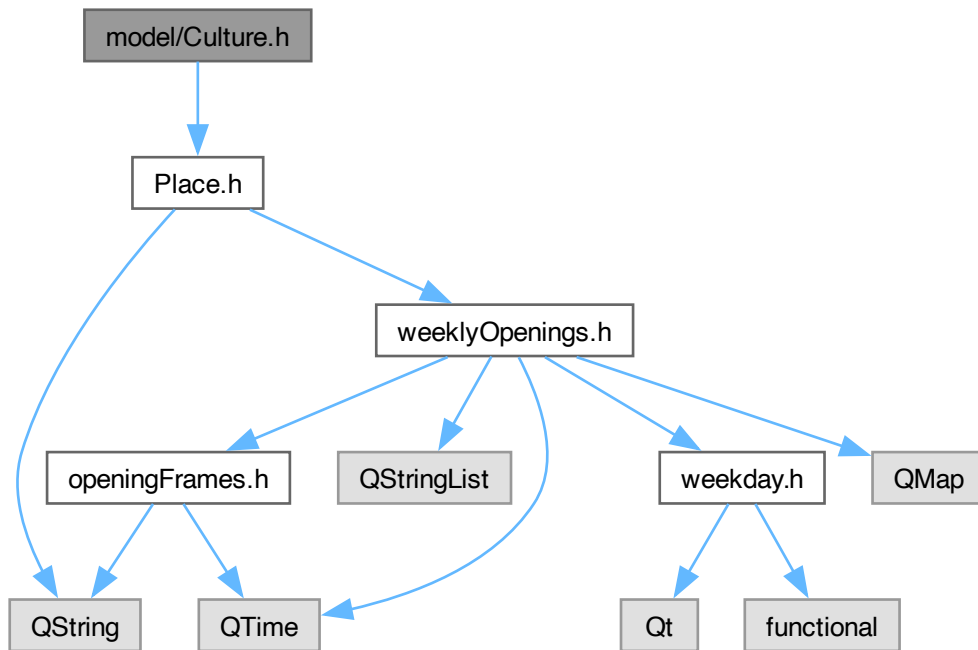 model/Culture.h
Place.h
weeklyOpenings.h
openingFrames.h
QStringList
weekday.h
QMap
QString
QTime
Qt
functional